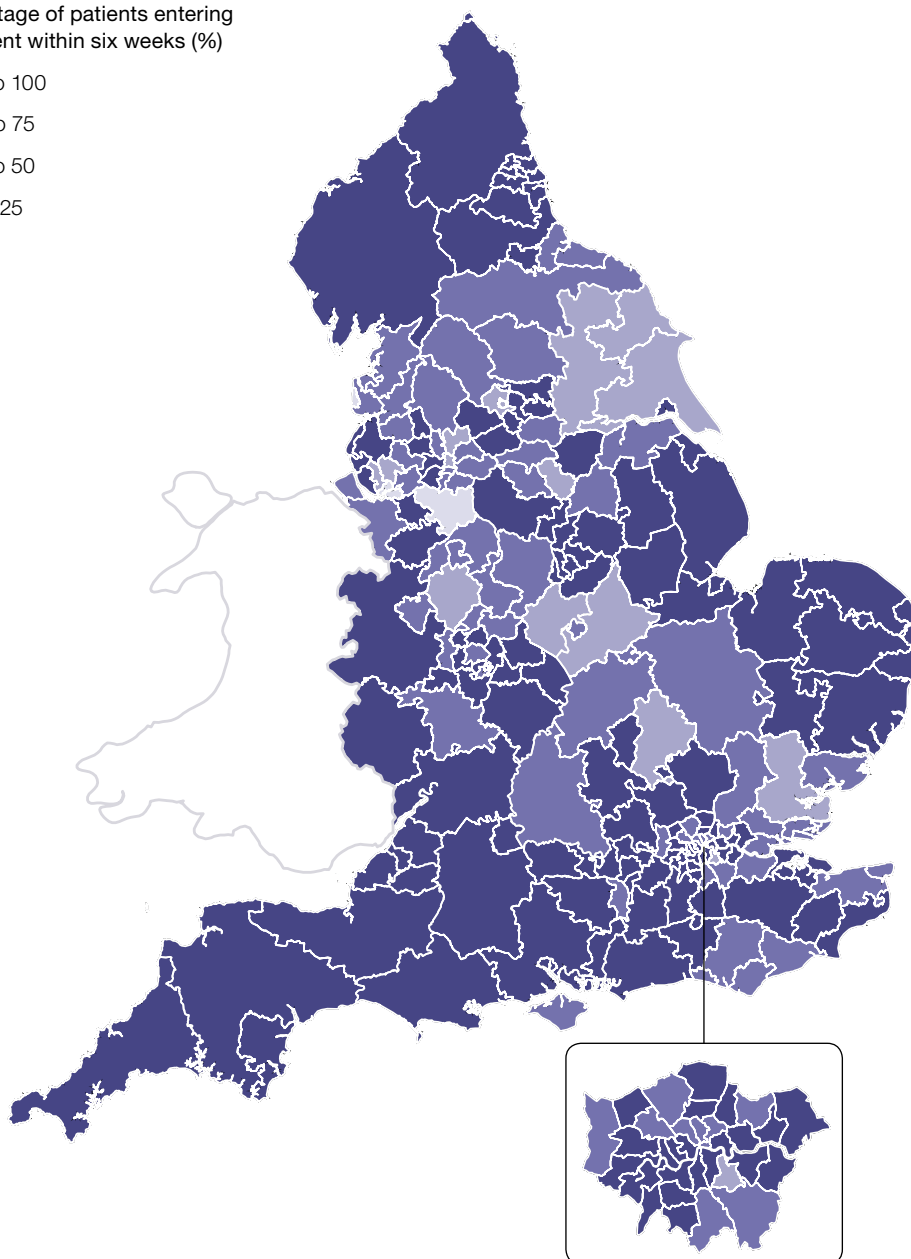 tage of patients entering
ent within six weeks (%)
o 100
o 75
o 50
25